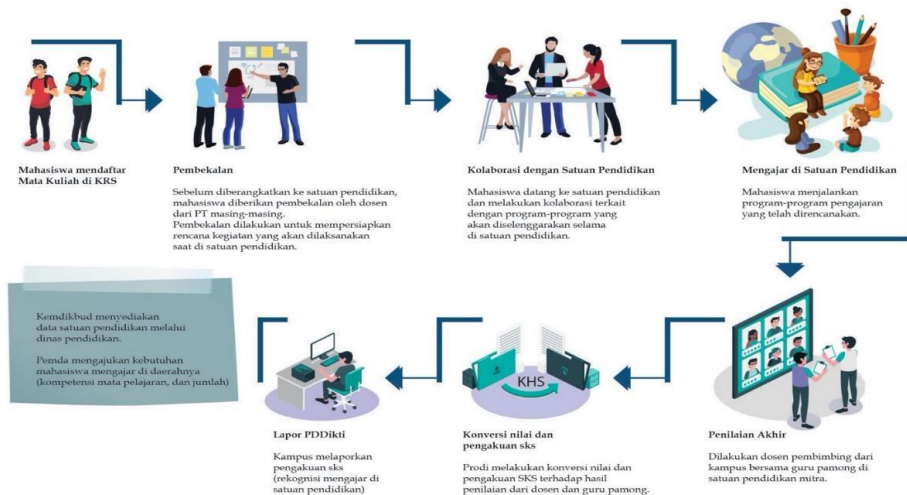 Mahasiswa mendaftar
Mata Kuliah di KRS
Pembekalan
Sebelum diberangkatkan ke satuan pendidikan,
mahasiswa diberikan pembekalan oleh dosen
dari PT masing-masing.
Pembekalan dilakukan untuk mempersiapkan
rencana kegiatan yang akan dilaksanakan
saat di satuan pendidikan.
Kolaborasi dengan Satuan Pendidikan
Mahasiswa datang ke satuan pendidikan
dan melakukan kolaborasi terkait
dengan program-program yang
akan diselenggarakan selama
di satuan pendidikan.
Mengajar di Satuan Pendidikan
Mahasiswa menjalankan
program-program pengajaran
yang telah direncanakan.
Kemdikbud menyediakan
data satuan pendidikan melalui
dinas pendidikan.
Pemda mengajukan kebutuhan
mahasiswa mengajar di daerahnya
(kompetensi mata pelajaran, dan jumlah)
Lapor PDDikti
Kampus melaporkan
pengakuan sks
(rekognisi mengajar di
satuan pendidikan)
KHS
Konversi nilai dan
pengakuan sks
Prodi melakukan konversi nilai dan
pengakuan SKS terhadap hasil
penilaian dari dosen dan guru pamong.
Penilaian Akhir
Dilakukan dosen pembimbing dari
kampus bersama guru pamong di
satuan pendidikan mitra.